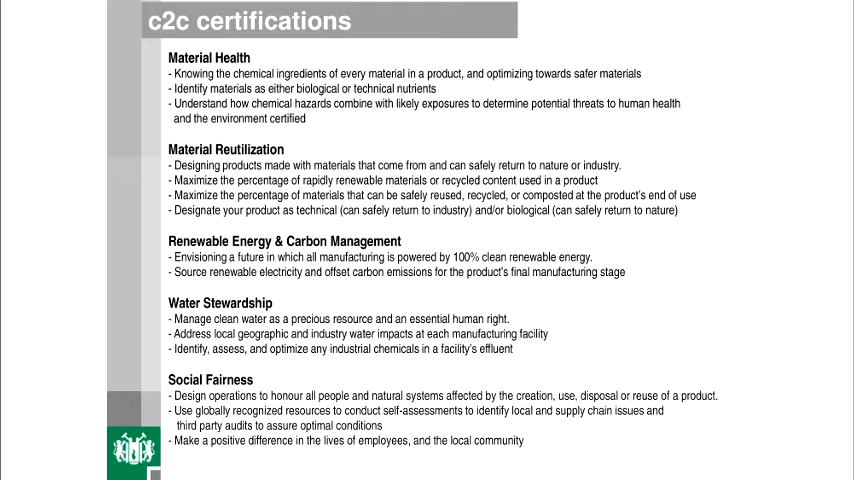 c2c certifications
Material Health
- Knowing the chemical ingredients of every material in a product, and optimizing towards safer materials
- Identify materials as either biological or technical nutrients
- Understand how chemical hazards combine with likely exposures to determine potential threats to human health
and the environment certified
Material Reutilization
- Designing products made with materials that come from and can safely return to nature or industry.
- Maximize the percentage of rapidly renewable materials or recycled content used in a product
- Maximize the percentage of materials that can be safely reused, recycled, or composted at the product's end of use
- Designate your product as technical (can safely return to industry) and/or biological (can safely return to nature)
Renewable Energy & Carbon Management
- Envisioning a future in which all manufacturing is powered by 100% clean renewable energy.
- Source renewable electricity and offset carbon emissions for the product's final manufacturing stage
Water Stewardship
- Manage clean water as a precious resource and an essential human right.
- Address local geographic and industry water impacts at each manufacturing facility
- Identify, assess, and optimize any industrial chemicals in a facility's effluent
Social Fairness
- Design operations to honour all people and natural systems affected by the creation, use, disposal or reuse of a product.
- Use globally recognized resources to conduct self-assessments to identify local and supply chain issues and
third party audits to assure optimal conditions
- Make a positive difference in the lives of employees, and the local community